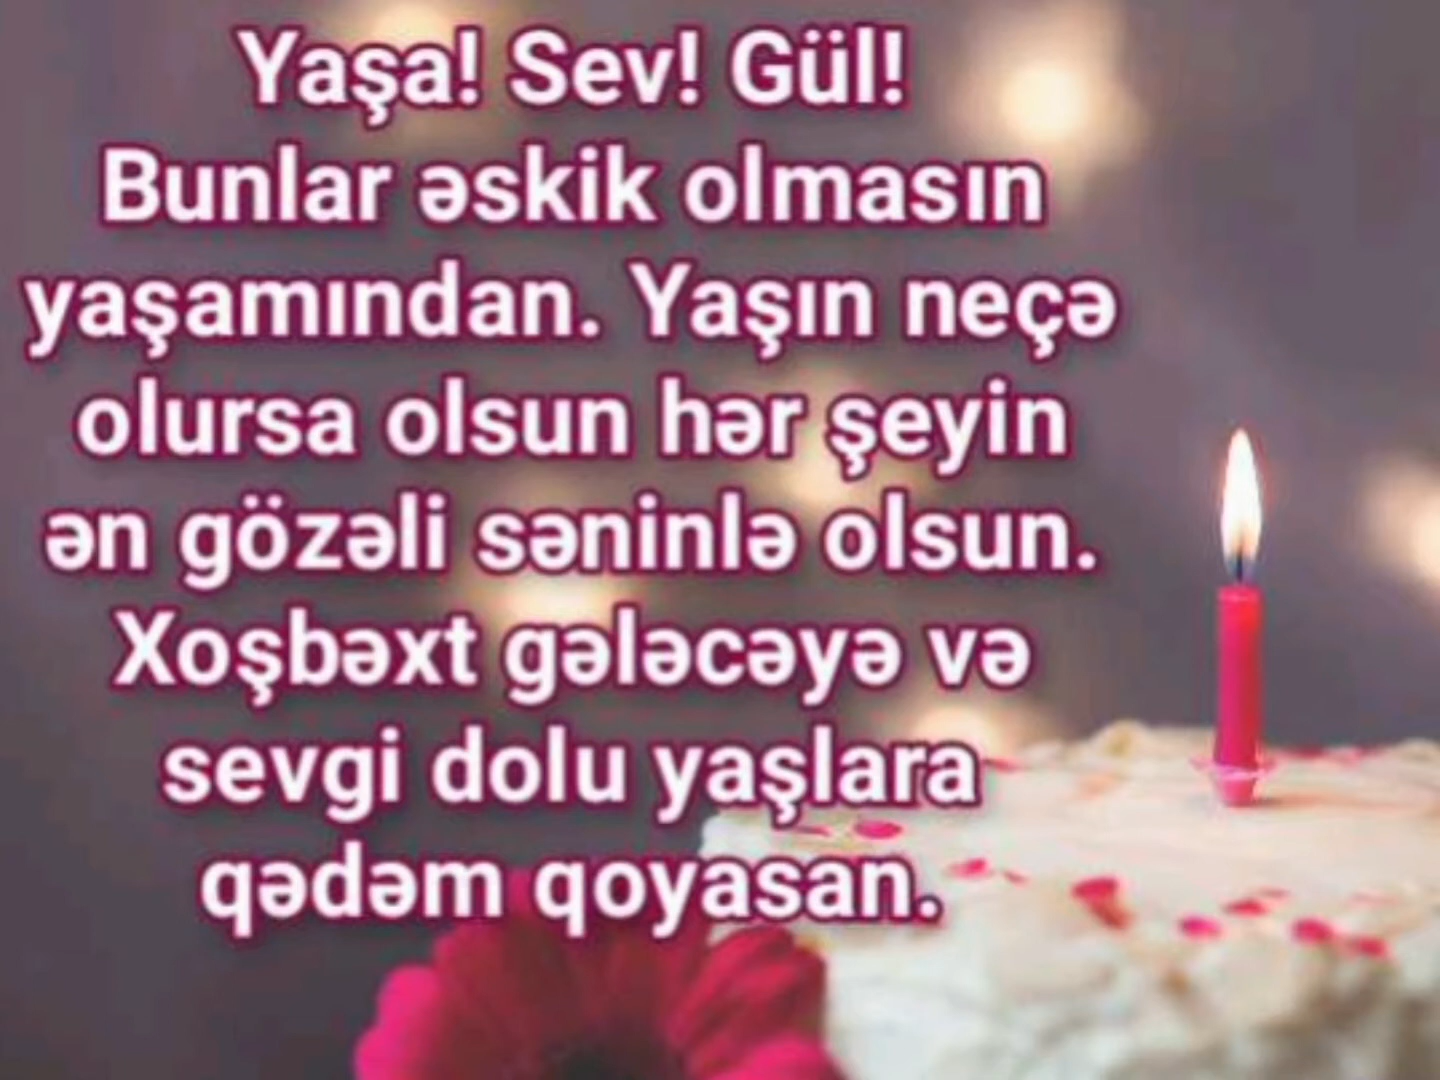 Yaşa! Sev! Gül!
Bunlar əskik olmasın
yaşamından. Yaşın neçə
olursa olsun hər şeyin
ən gözəli səninlə olsun.
Xoşbəxt gələcəyə və
sevgi dolu yaşlara
qədəm qoyasan.